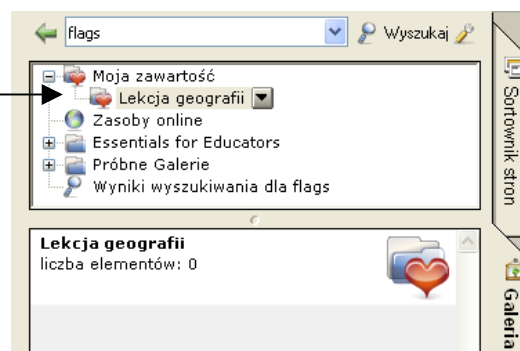 flags
Wyszukaj
Moja zawartość
Lekcja geografii
Zasoby online
Essentials for Educators
Próbne Galerie
Wyniki wyszukiwania dla flags
Lekcja geografii
liczba elementów: 0
Sortownik stron
Galeria